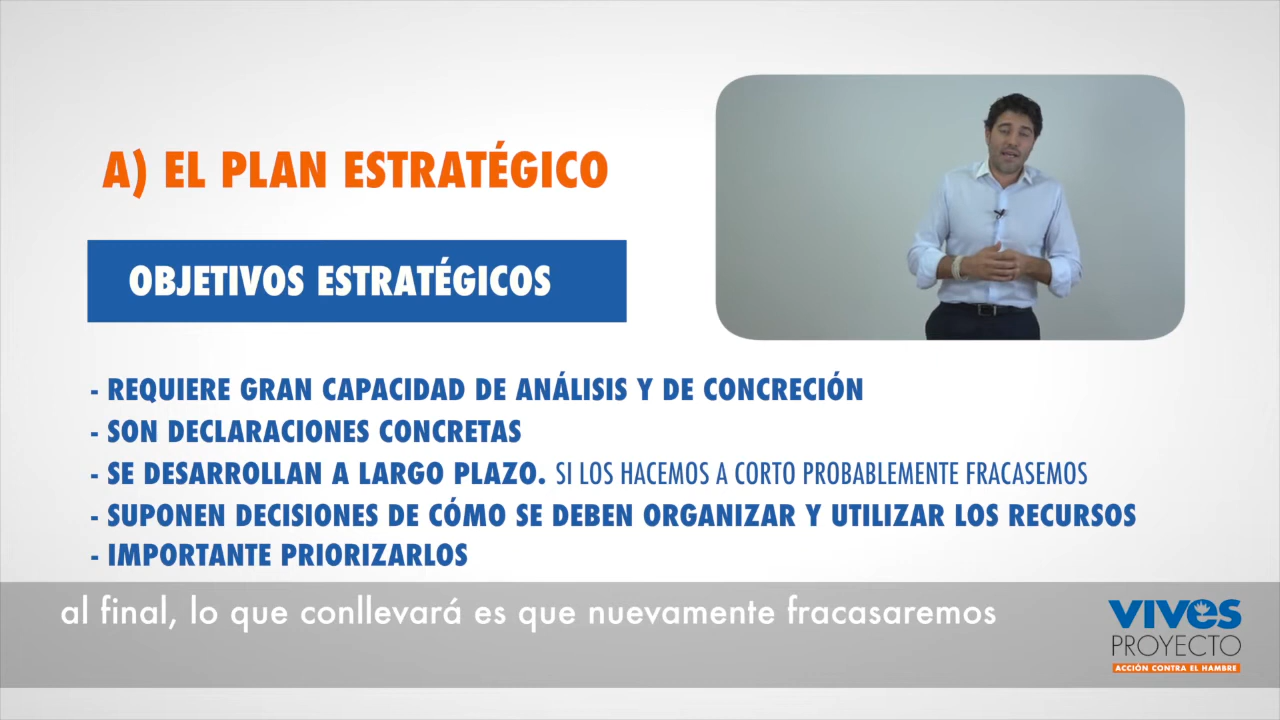 A) EL PLAN ESTRATÉGICO
OBJETIVOS ESTRATÉGICOS
- REQUIERE GRAN CAPACIDAD DE ANÁLISIS Y DE CONCRECIÓN
- SON DECLARACIONES CONCRETAS
- SE DESARROLLAN A LARGO PLAZO. SI LOS HACEMOS A CORTO PROBABLEMENTE FRACASEMOS
- SUPONEN DECISIONES DE CÓMO SE DEBEN ORGANIZAR Y UTILIZAR LOS RECURSOS
- IMPORTANTE PRIORIZARLOS
al final, lo que conllevará es que nuevamente fracasaremos
VIVES
PROYECTO
ACCIÓN CONTRA EL HAMBRE